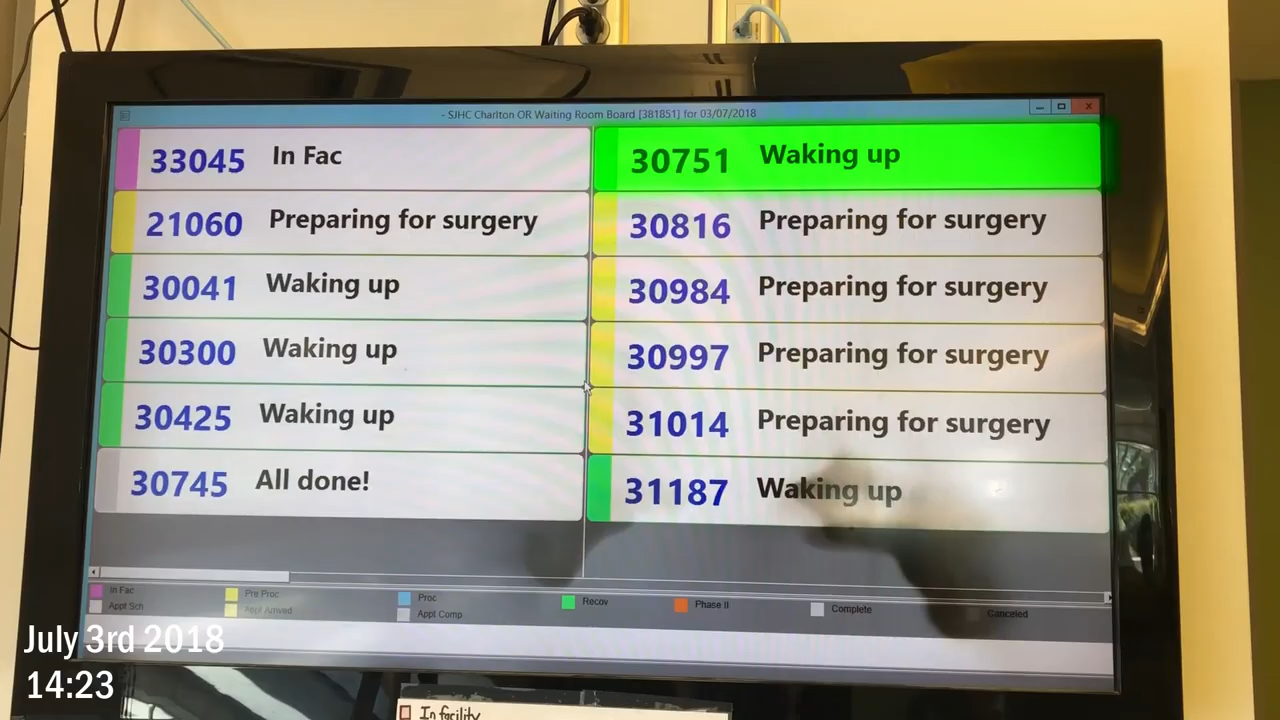 - SJHC Charlton OR Waiting Room Board [381851] for 03/07/2018
33045 In Fac
21060 Preparing for surgery
30041 Waking up
30300 Waking up
30425 Waking up
30745 All done!
30751 Waking up
30816 Preparing for surgery
30984 Preparing for surgery
30997 Preparing for surgery
31014 Preparing for surgery
31187 Waking up
In Fac Pre Proc Proc Recov Phase II Complete Canceled
Appt Sch Appt Arrived Appt Comp
July 3rd 2018
14:23
In facility